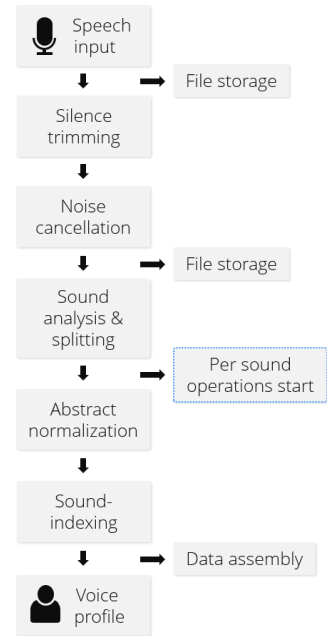 Speech
input
File storage
Silence
trimming
Noise
cancellation
File storage
Sound
analysis &
splitting
Per sound
operations start
Abstract
normalization
Sound-
indexing
Data assembly
Voice
profile